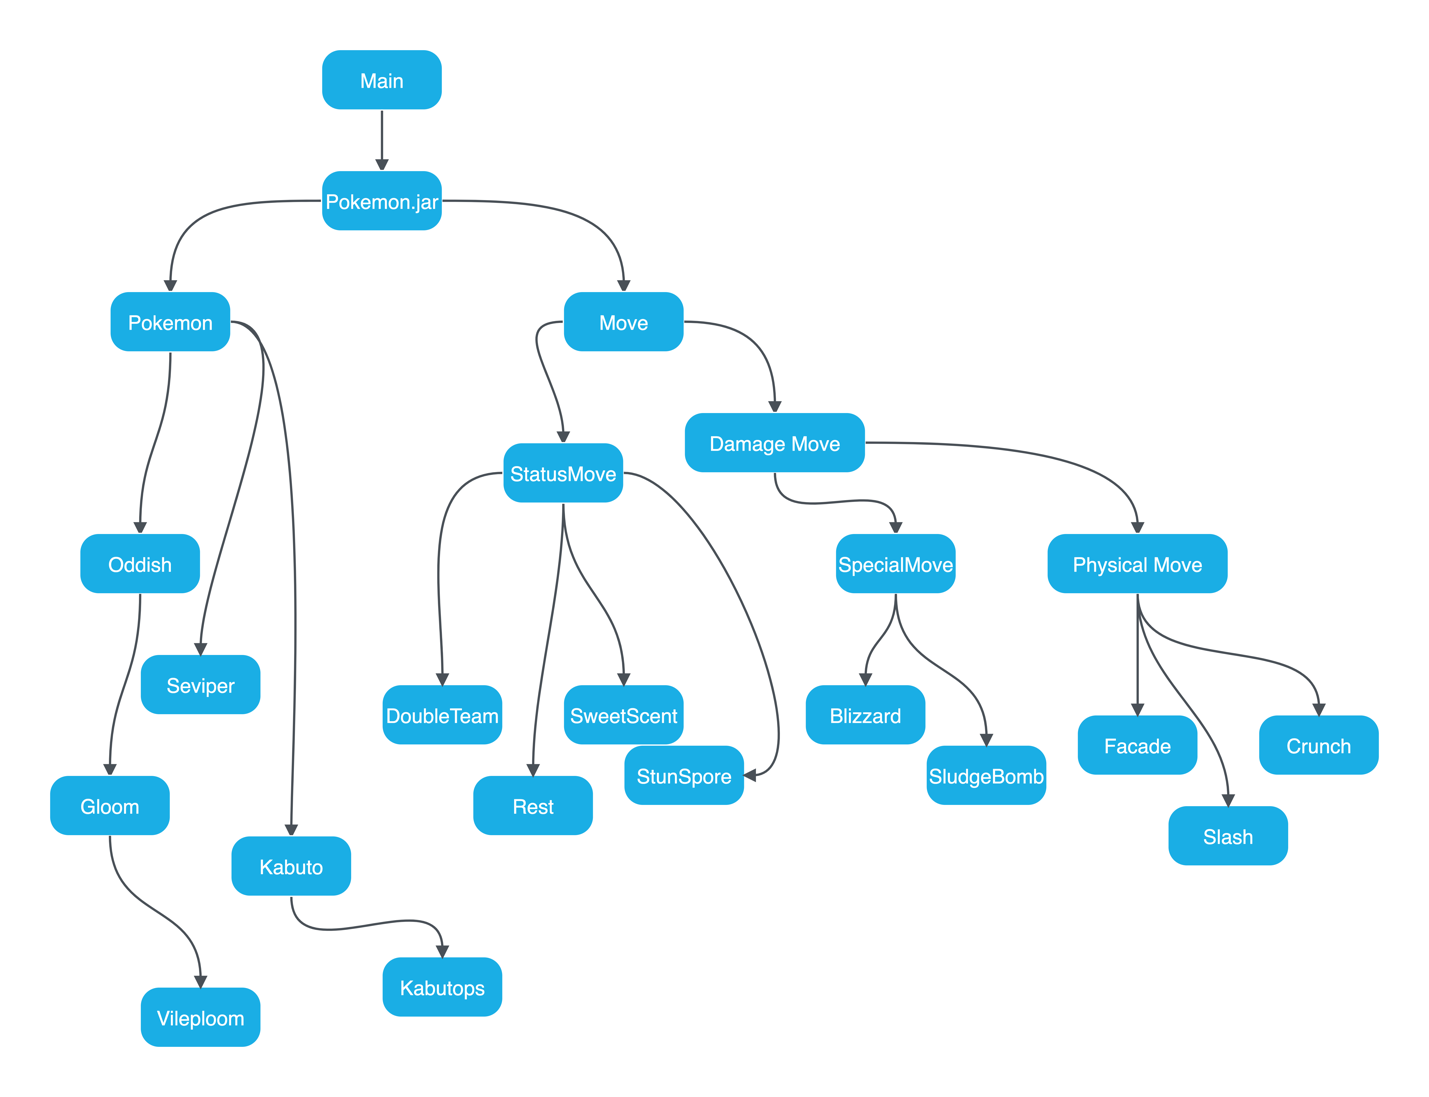 Main
Pokemon.jar
Pokemon
Move
Damage Move
StatusMove
Oddish
SpecialMove
Physical Move
Seviper
DoubleTeam
SweetScent
Blizzard
Facade
Crunch
StunSpore
SludgeBomb
Gloom
Rest
Slash
Kabuto
Kabutops
Vileploom